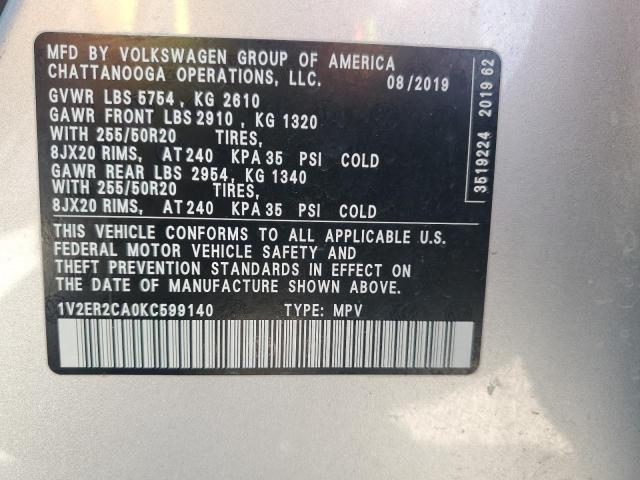 MFD BY VOLKSWAGEN GROUP OF AMERICA
CHATTANOOGA OPERATIONS, LLC. 08/2019
GVWR LBS 5754 , KG 2610
GAWR FRONT LBS 2910 , KG 1320
WITH 255/50R20 TIRES,
8JX20 RIMS, AT 240 KPA 35 PSI COLD
GAWR REAR LBS 2954, KG 1340
WITH 255/50R20 TIRES,
8JX20 RIMS, AT 240 KPA 35 PSI COLD
THIS VEHICLE CONFORMS TO ALL APPLICABLE U.S.
FEDERAL MOTOR VEHICLE SAFETY AND
THEFT PREVENTION STANDARDS IN EFFECT ON
THE DATE OF MANUFACTURE SHOWN ABOVE.
1V2ER2CA0KC599140 TYPE: MPV
3519224 2019 62